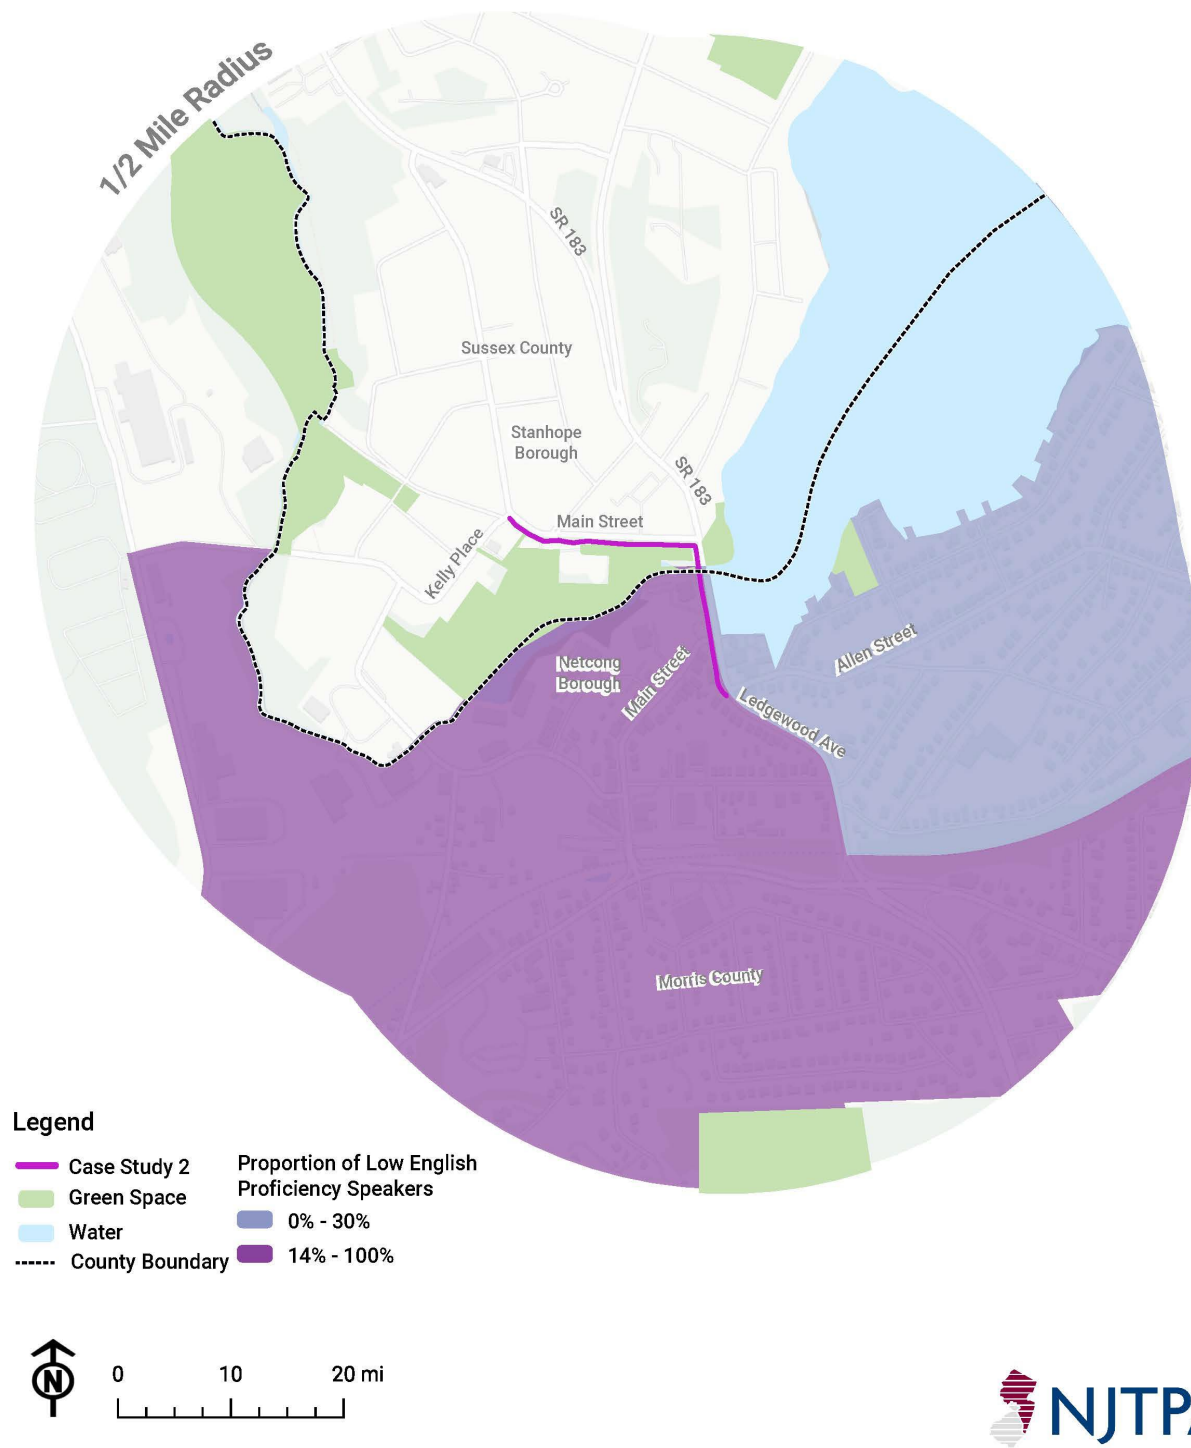 1/2 Mile Radius
SR 183
Sussex County
Stanhope
Borough
SR 183
Main Street
Kelly Place
Netcong
Borough
Main Street
Allen Street
Ledgewood Ave
Morris County
Legend
Case Study 2
Green Space
Water
County Boundary
Proportion of Low English
Proficiency Speakers
0% - 30%
14% - 100%
N
0 10 20 mi
NJTPA